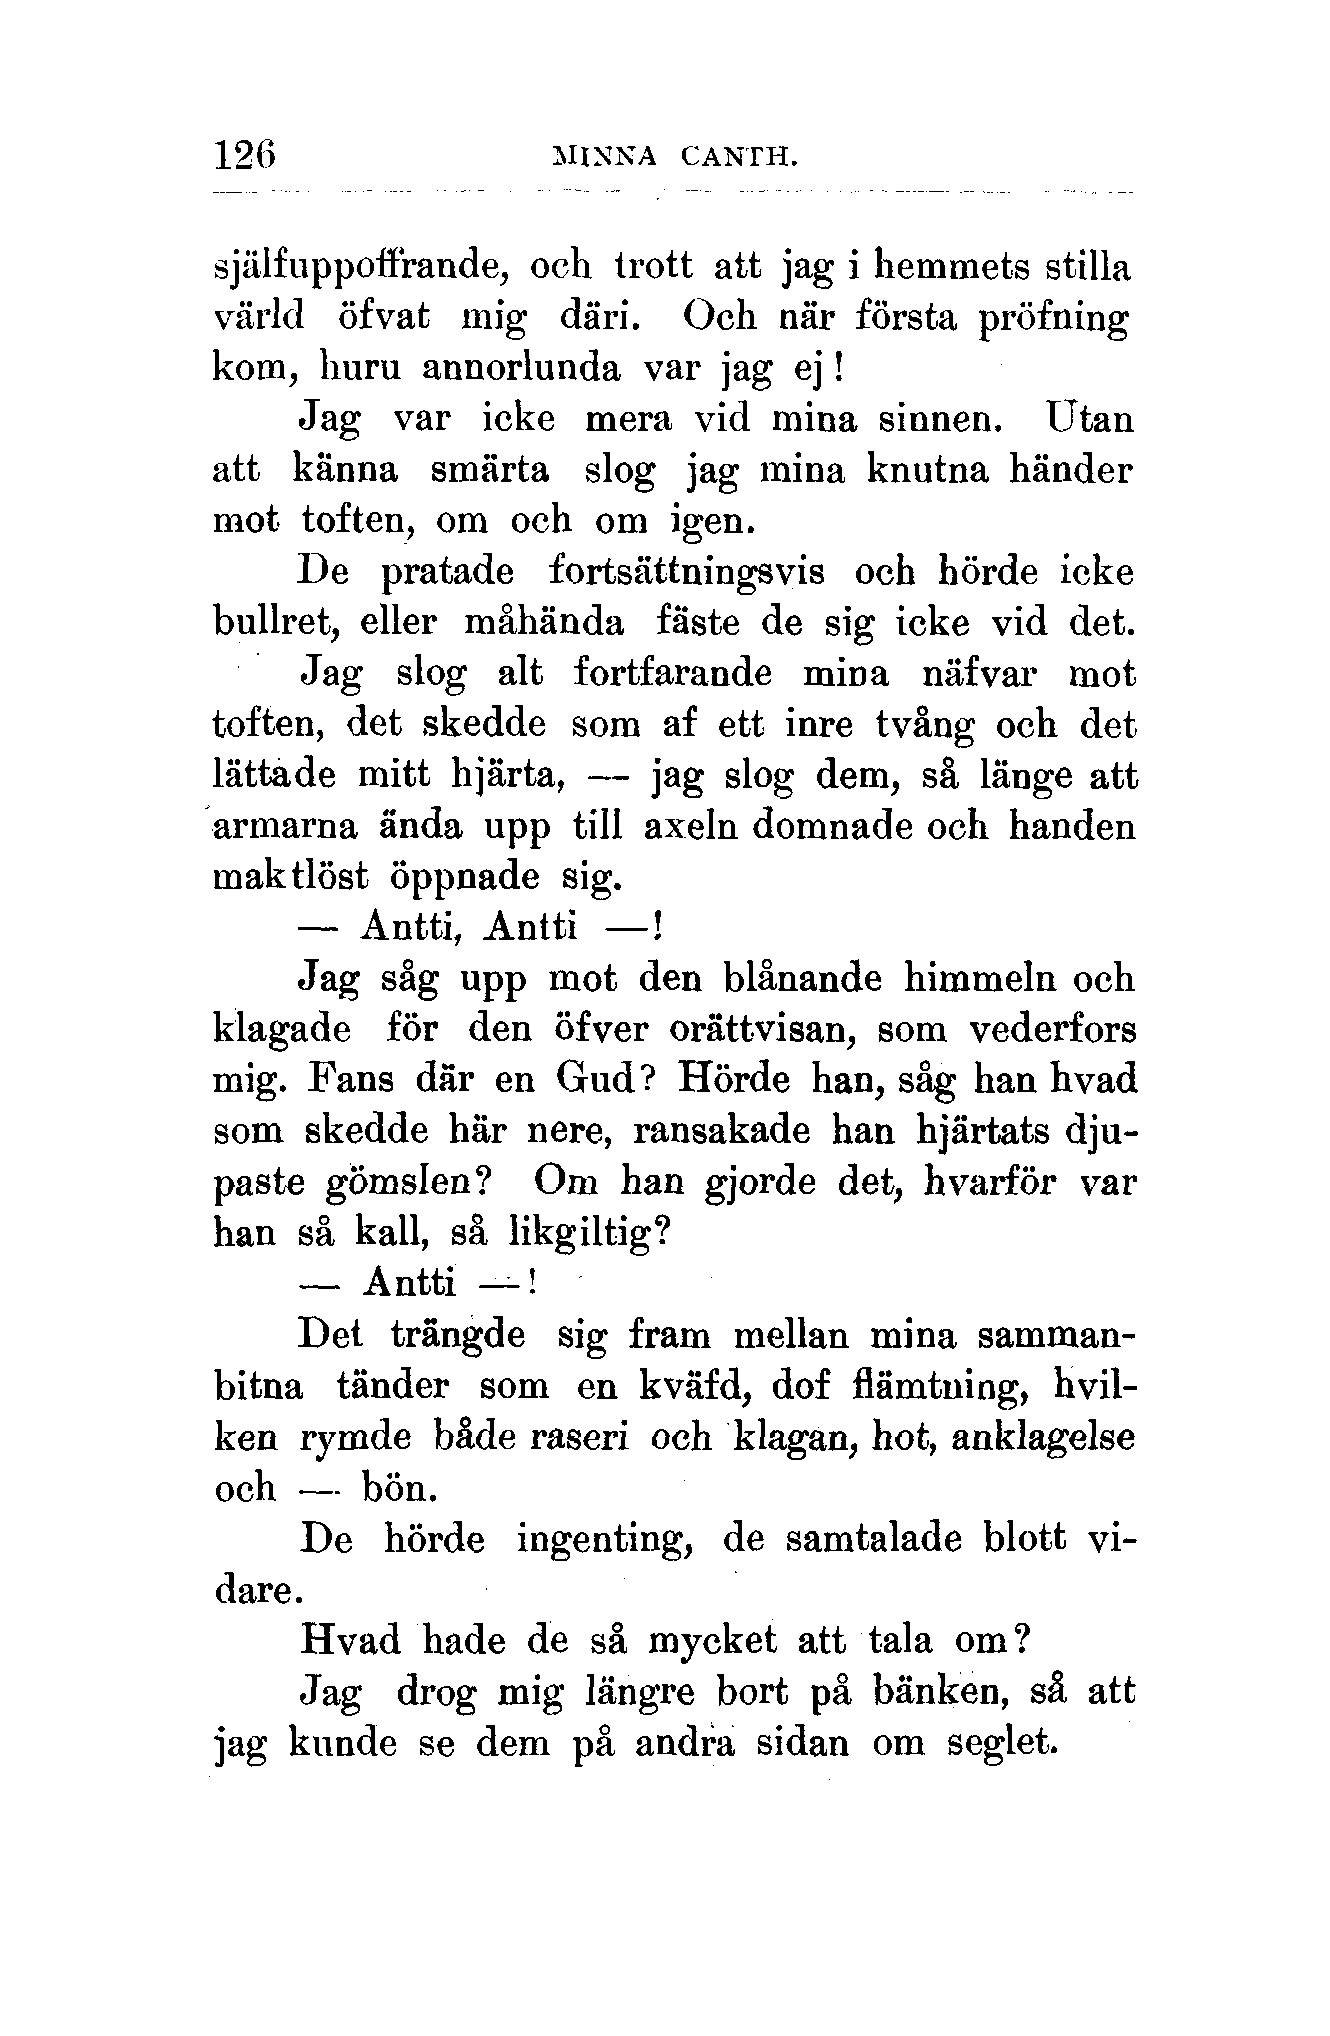 126 MINNA CANTH.
själfuppoffrande, och trott att jag i hemmets stilla
värld öfvat mig däri. Och när första pröfning
kom, huru annorlunda var jag ej!
Jag var icke mera vid mina sinnen. Utan
att känna smärta slog jag mina knutna händer
mot toften, om och om igen.
De pratade fortsättningsvis och hörde icke
bullret, eller måhända fäste de sig icke vid det.
Jag slog alt fortfarande mina näfvar mot
toften, det skedde som af ett inre tvång och det
lättade mitt hjärta, — jag slog dem, så länge att
armarna ända upp till axeln domnade och handen
maktlöst öppnade sig.
— Antti, Antti —!
Jag såg upp mot den blånande himmeln och
klagade för den öfver orättvisan, som vederfors
mig. Fans där en Gud? Hörde han, såg han hvad
som skedde här nere, ransakade han hjärtats dju-
paste gömslen? Om han gjorde det, hvarför var
han så kall, så likgiltig?
— Antti —!
Det trängde sig fram mellan mina samman-
bitna tänder som en kväfd, dof flämtning, hvil-
ken rymde både raseri och klagan, hot, anklagelse
och — bön.
De hörde ingenting, de samtalade blott vi-
dare.
Hvad hade de så mycket att tala om?
Jag drog mig längre bort på bänken, så att
jag kunde se dem på andra sidan om seglet.